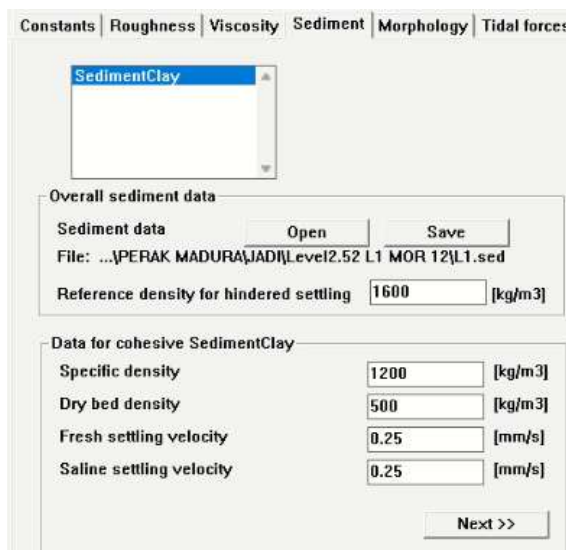 Constants Roughness Viscosity Sediment Morphology Tidal forces
SedimentClay
Overall sediment data
Sediment data Open Save
File: ...\PERAK MADURA\JADI\Level2.52 L1 MOR 12\L1.sed
Reference density for hindered settling 1600 [kg/m3]
Data for cohesive SedimentClay
Specific density 1200 [kg/m3]
Dry bed density 500 [kg/m3]
Fresh settling velocity 0.25 [mm/s]
Saline settling velocity 0.25 [mm/s]
Next >>